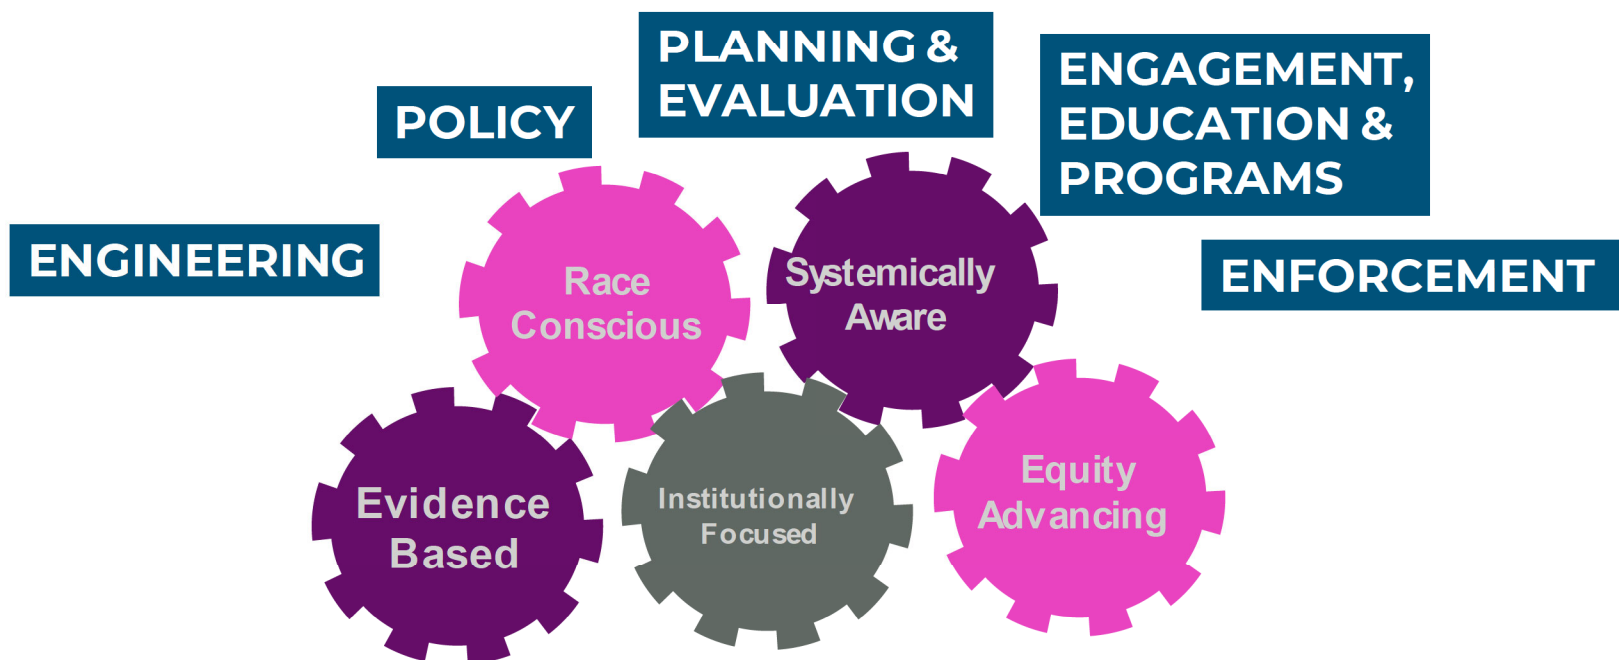 PLANNING &
EVALUATION
ENGAGEMENT,
EDUCATION &
PROGRAMS
POLICY
ENGINEERING
ENFORCEMENT
Race
Conscious
Systemically
Aware
Evidence
Based
Institutionally
Focused
Equity
Advancing